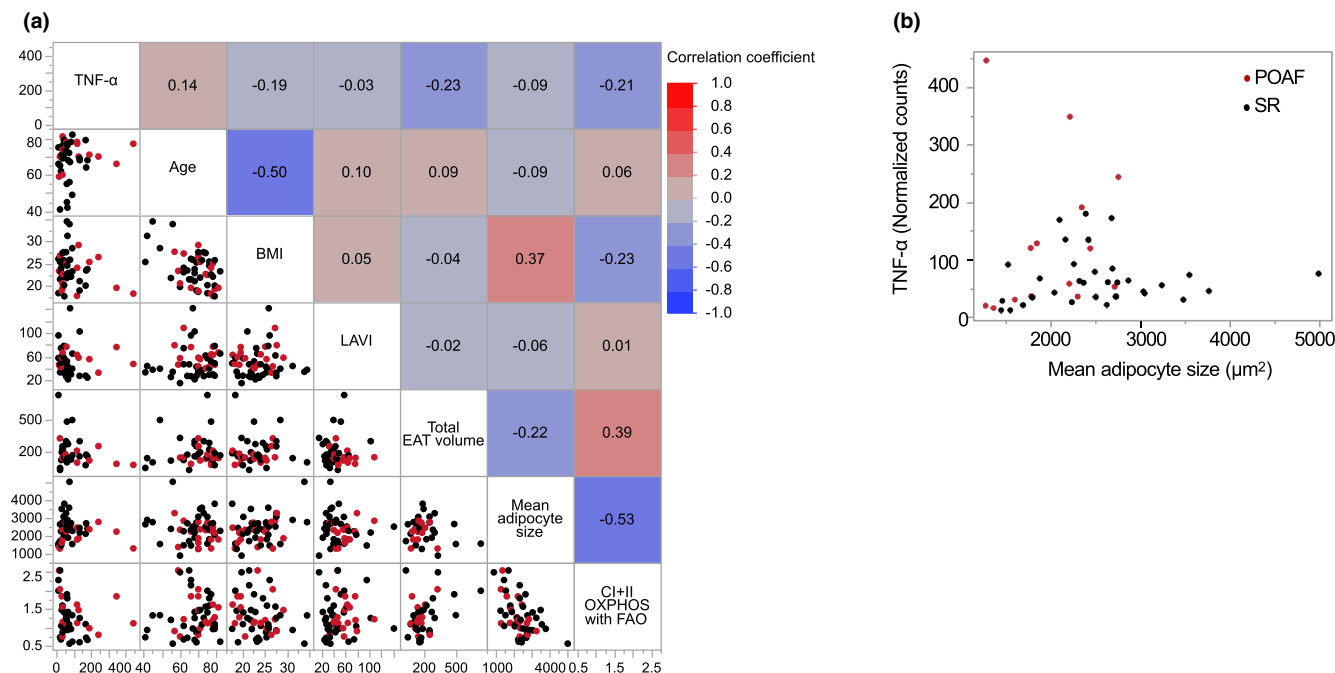 (a)
(b)
Correlation coefficient
1.0
0.8
0.6
0.4
0.2
0.0
-0.2
-0.4
-0.6
-0.8
-1.0
400
200
0
TNF-α
0.14
-0.19
-0.03
-0.23
-0.09
-0.21
80
60
40
Age
-0.50
0.10
0.09
-0.09
0.06
30
25
20
BMI
0.05
-0.04
0.37
-0.23
100
60
20
LAVI
-0.02
-0.06
0.01
500
200
Total
EAT volume
-0.22
0.39
4000
3000
2000
1000
Mean
adipocyte
size
-0.53
2.5
1.5
0.5
CI+II
OXPHOS
with FAO
0 200 400 40 60 80 20 25 30 20 60 100 200 500 1000 4000 0.5 1.5 2.5
TNF-α (Normalized counts)
400
300
200
100
0
POAF
SR
2000 3000 4000 5000
Mean adipocyte size (µm²)